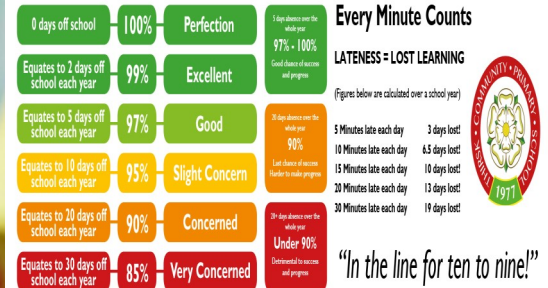 0 days off school
100%
Perfection
Equates to 2 days off
school each year
99%
Excellent
Equates to 5 days off
school each year
97%
Good
Equates to 10 days off
school each year
95%
Slight Concern
Equates to 20 days off
school each year
90%
Concerned
Equates to 30 days off
school each year
85%
Very Concerned
5 days absence over the
whole year
97% - 100%
Good chance of success
and progress
20 days absence over the
whole year
90%
Last chance of success
Harder to make progress
20+ days absence over the
whole year
Under 90%
Detrimental to success
and progress
Every Minute Counts
LATENESS = LOST LEARNING
(Figures below are calculated over a school year)
5 Minutes late each day 3 days lost!
10 Minutes late each day 6.5 days lost!
15 Minutes late each day 10 days lost!
20 Minutes late each day 13 days lost!
30 Minutes late each day 19 days lost!
THIRSK • COMMUNITY • PRIMARY • SCHOOL
1977
“In the line for ten to nine!”